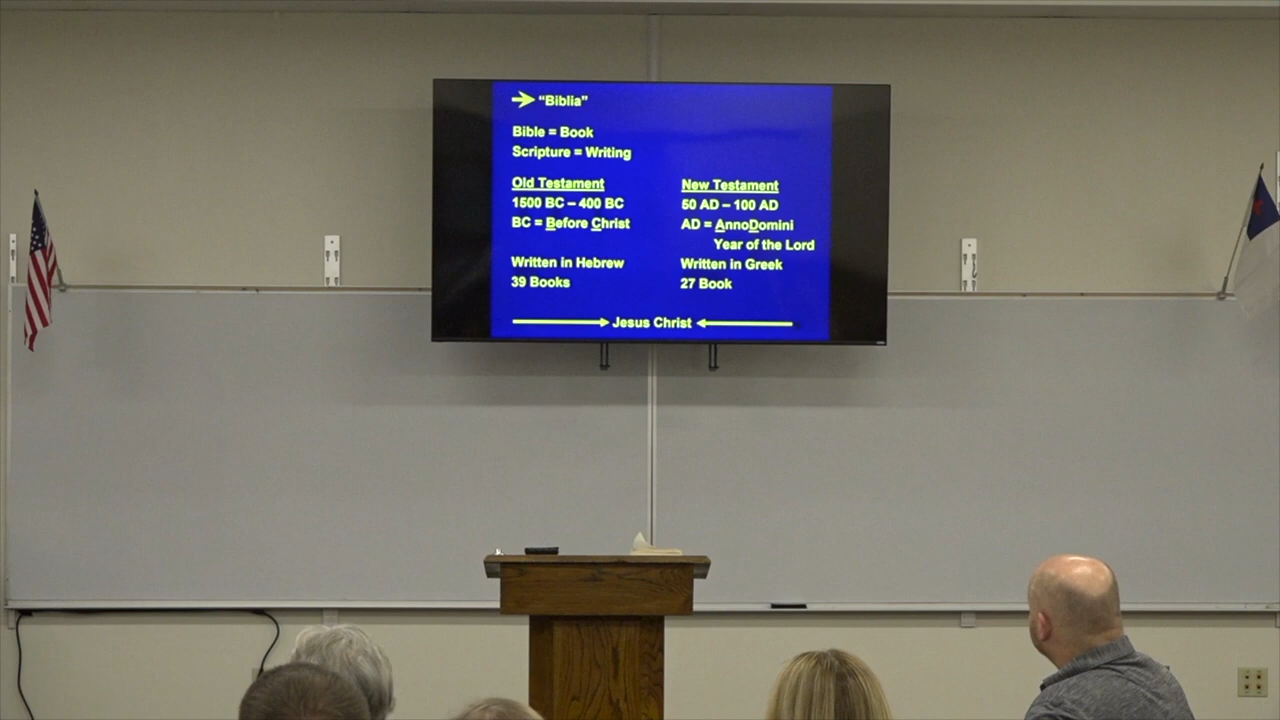 "Biblia"
Bible = Book
Scripture = Writing
Old Testament
1500 BC – 400 BC
BC = Before Christ
Written in Hebrew
39 Books
New Testament
50 AD – 100 AD
AD = AnnoDomini
Year of the Lord
Written in Greek
27 Book
Jesus Christ